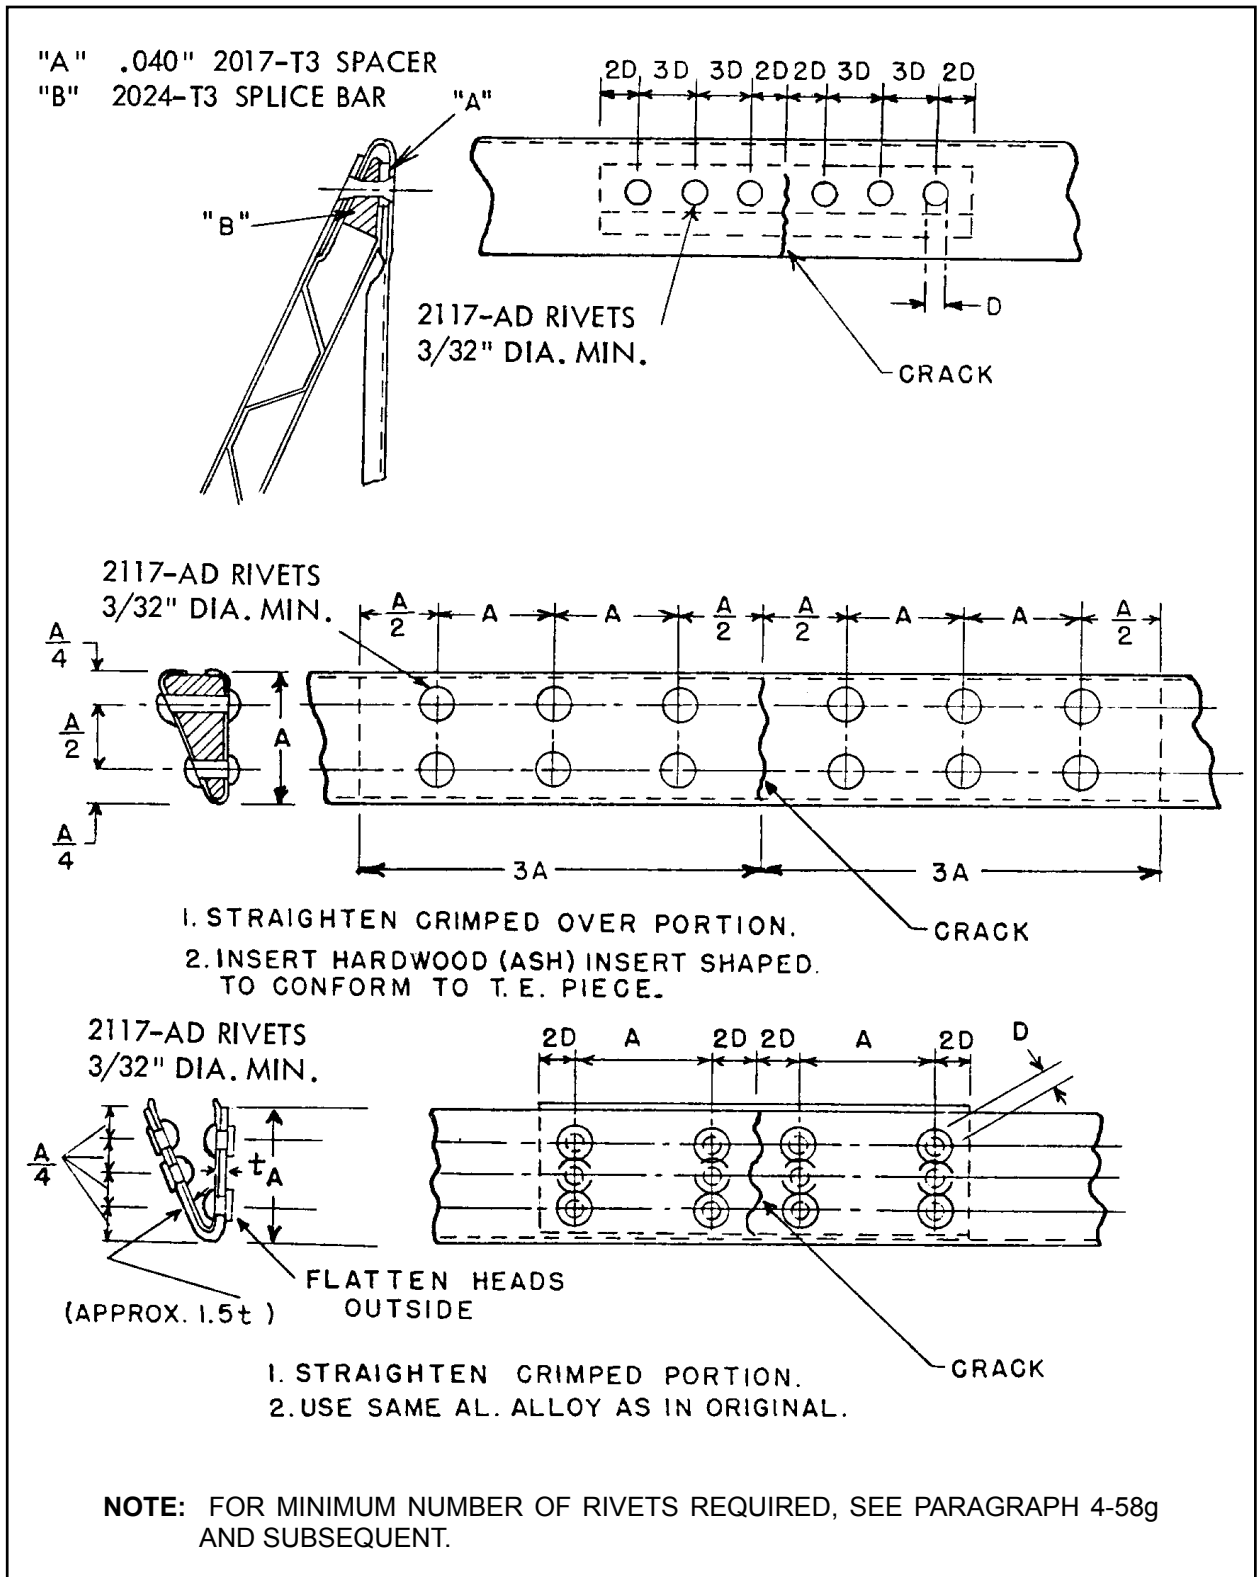 "A" .040" 2017-T3 SPACER
"B" 2024-T3 SPLICE BAR
"A"
2D 3D 3D 2D 2D 3D 3D 2D
"B"
2117-AD RIVETS
3/32" DIA. MIN.
D
CRACK
2117-AD RIVETS
3/32" DIA. MIN.
A/2 A A A/2 A/2 A A A/2
A/4
A/2
A
A/4
3A 3A
1. STRAIGHTEN CRIMPED OVER PORTION.
CRACK
2. INSERT HARDWOOD (ASH) INSERT SHAPED.
TO CONFORM TO T.E. PIECE.
2117-AD RIVETS
3/32" DIA. MIN.
2D A 2D 2D A 2D
D
A/4
t
A
FLATTEN HEADS
OUTSIDE
(APPROX. 1.5t)
CRACK
1. STRAIGHTEN CRIMPED PORTION.
2. USE SAME AL. ALLOY AS IN ORIGINAL.
NOTE: FOR MINIMUM NUMBER OF RIVETS REQUIRED, SEE PARAGRAPH 4-58g
AND SUBSEQUENT.